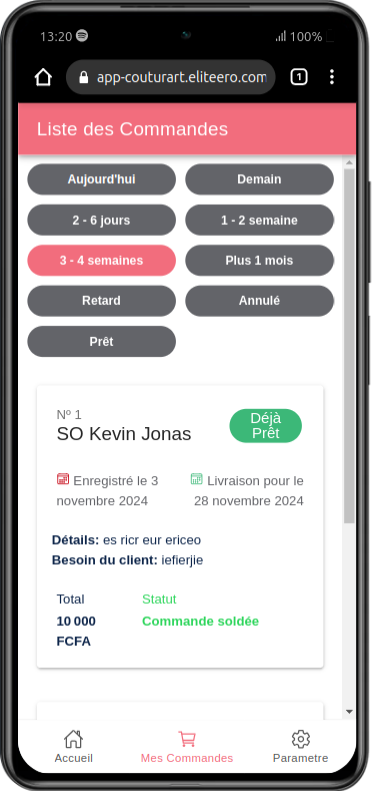 13:20
100%
app-couturart.eliteero.com
1
Liste des Commandes
Aujourd'hui
Demain
2 - 6 jours
1 - 2 semaine
3 - 4 semaines
Plus 1 mois
Retard
Annulé
Prêt
Nº 1
SO Kevin Jonas
Déjà
Prêt
Enregistré le 3
novembre 2024
Livraison pour le
28 novembre 2024
Détails: es ricr eur ericeo
Besoin du client: iefierjie
Total
10 000
FCFA
Statut
Commande soldée
Accueil
Mes Commandes
Parametre